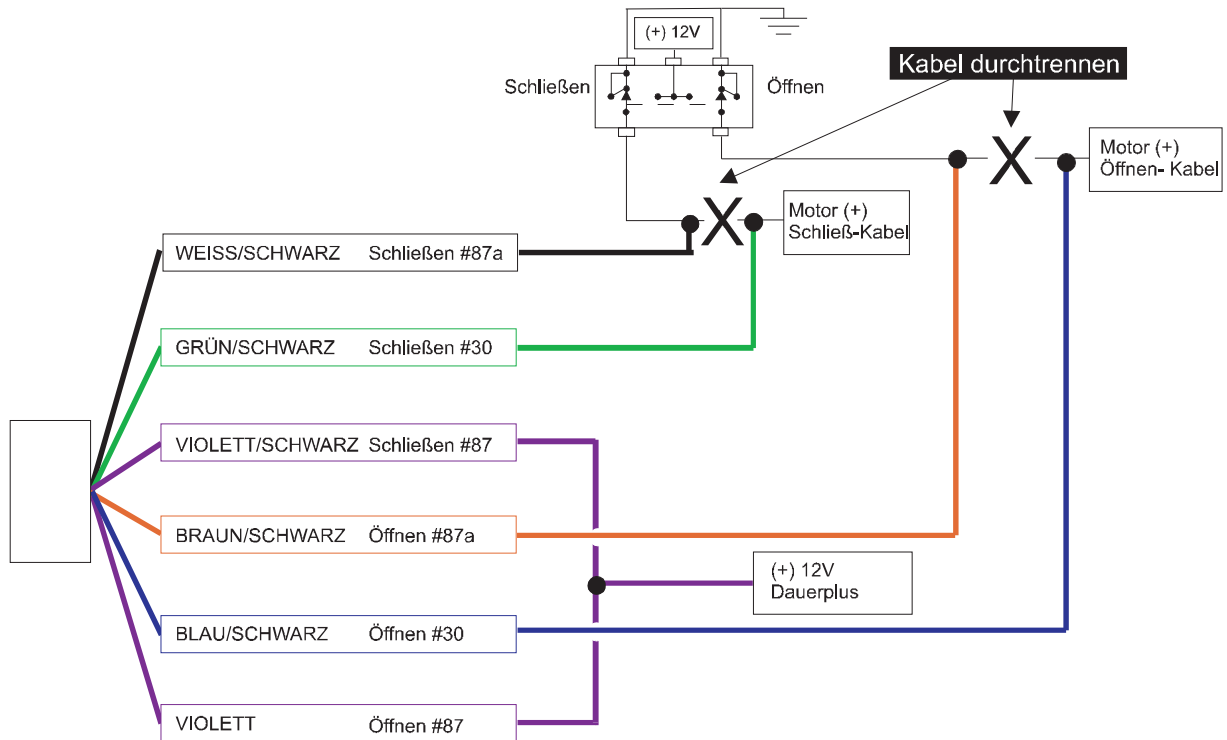 (+) 12V
Kabel durchtrennen
Schließen
Öffnen
Motor (+)
Öffnen- Kabel
X
X
Motor (+)
Schließ-Kabel
WEISS/SCHWARZ Schließen #87a
GRÜN/SCHWARZ Schließen #30
VIOLETT/SCHWARZ Schließen #87
BRAUN/SCHWARZ Öffnen #87a
(+) 12V
Dauerplus
BLAU/SCHWARZ Öffnen #30
VIOLETT Öffnen #87